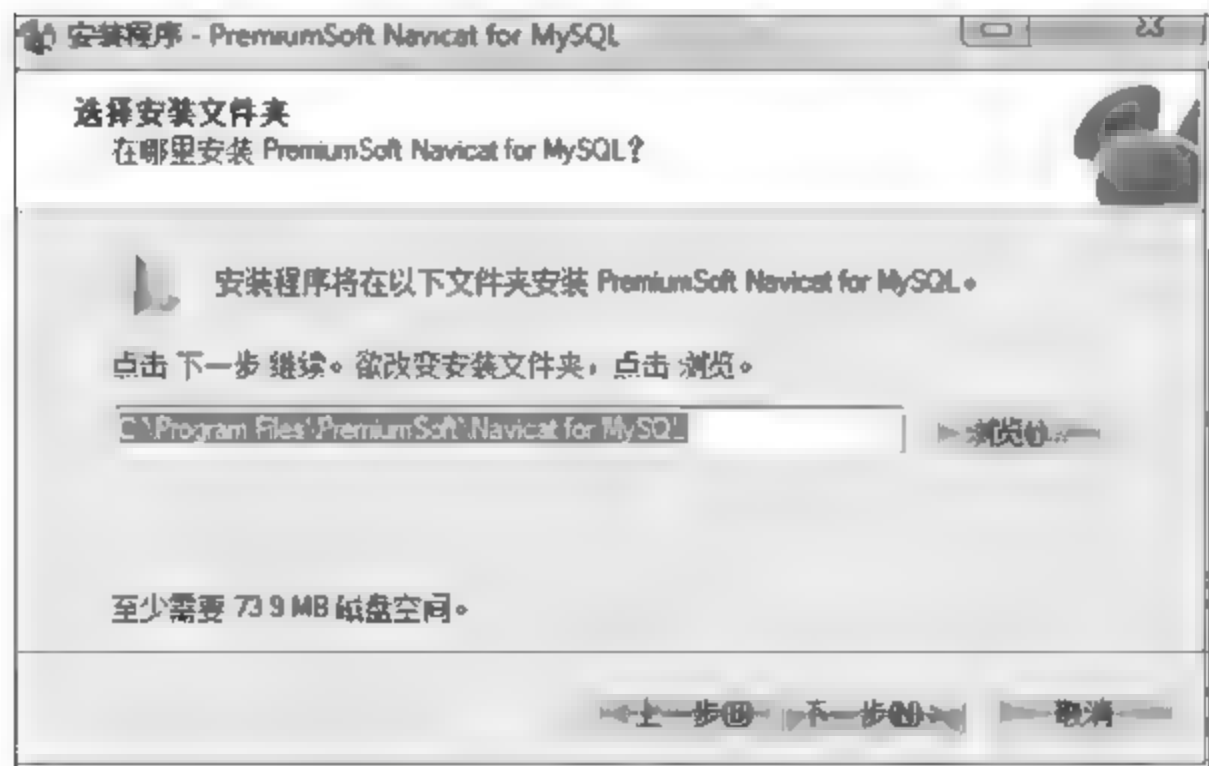 安装程序 - PremiumSoft Navicat for MySQL
选择安装文件夹
在哪里安装 PremiumSoft Navicat for MySQL?
安装程序将在以下文件夹安装 PremiumSoft Navicat for MySQL。
点击 下一步 继续。欲改变安装文件夹，点击 浏览。
C:\Program Files\PremiumSoft\Navicat for MySQL
浏览
至少需要 73.9 MB 磁盘空间。
上一步(B) 下一步(N) 取消